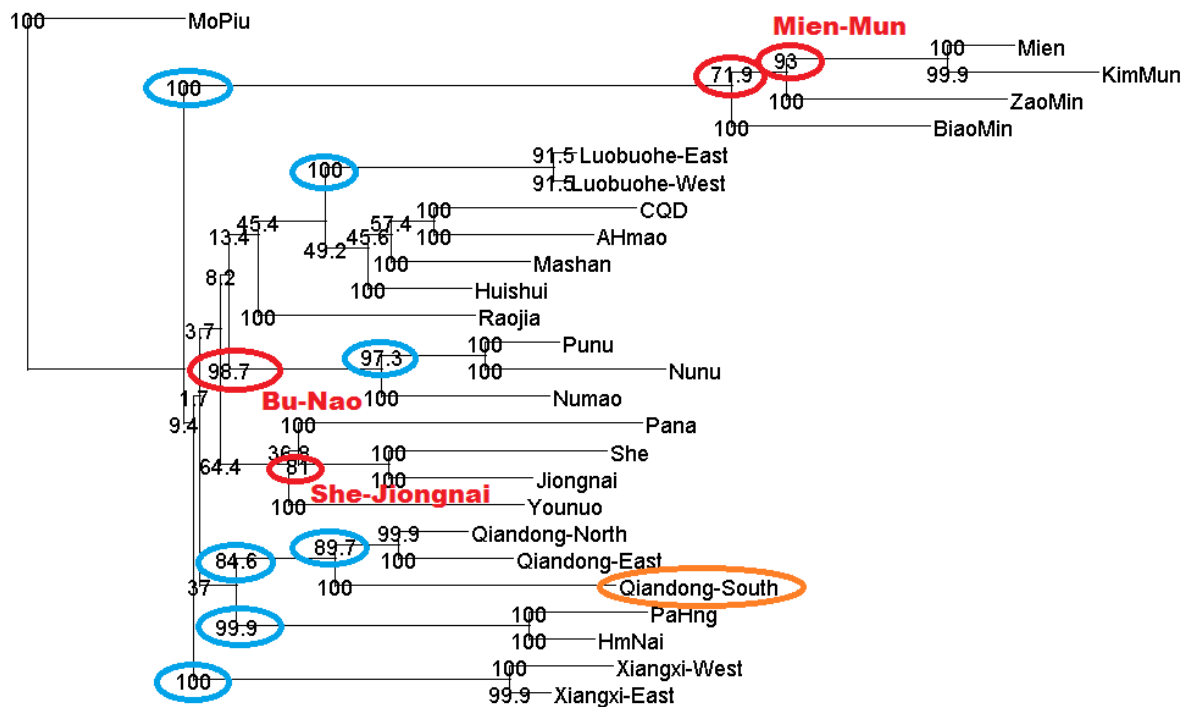 100 MoPiu
Mien-Mun
100 Mien
93
71.9 99.9 KimMun
100
100 ZaoMin
100 BiaoMin
91.5 Luobuohe-East
100
91.5 Luobuohe-West
100 CQD
45.4 57.4
13.4 45.6 100 AHmao
49.2
100 Mashan
8.2
100 Huishui
100 Raojia
3.7
100 Punu
97.3
98.7 100 Nunu
100 Numao
Bu-Nao
1.7
9.4 100 Pana
36.8 100 She
64.4 81
100 Jiongnai
She-Jiongnai
100 Younuo
99.9 Qiandong-North
89.7
84.6 100 Qiandong-East
37 100 Qiandong-South
100 PaHng
99.9
100 HmNai
100 Xiangxi-West
100
99.9 Xiangxi-East